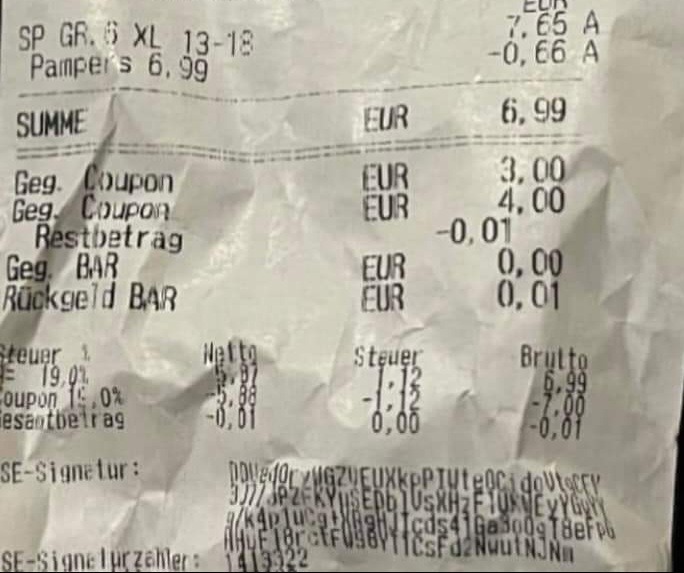 EUR
SP GR. 6 XL 13-18 7,65 A
Pampers 6,99 -0,66 A
SUMME EUR 6,99
Geg. Coupon EUR 3,00
Geg. Coupon EUR 4,00
Restbetrag -0,01
Geg. BAR EUR 0,00
Rückgeld BAR EUR 0,01
Steuer % Netto Steuer Brutto
19,0% 5,87 1,12 6,99
Coupon 19,0% -5,88 -1,12 -7,00
Gesamtbetrag -0,01 0,00 -0,01
SE-Signatur:
SE-Signaturzähler: 1413322